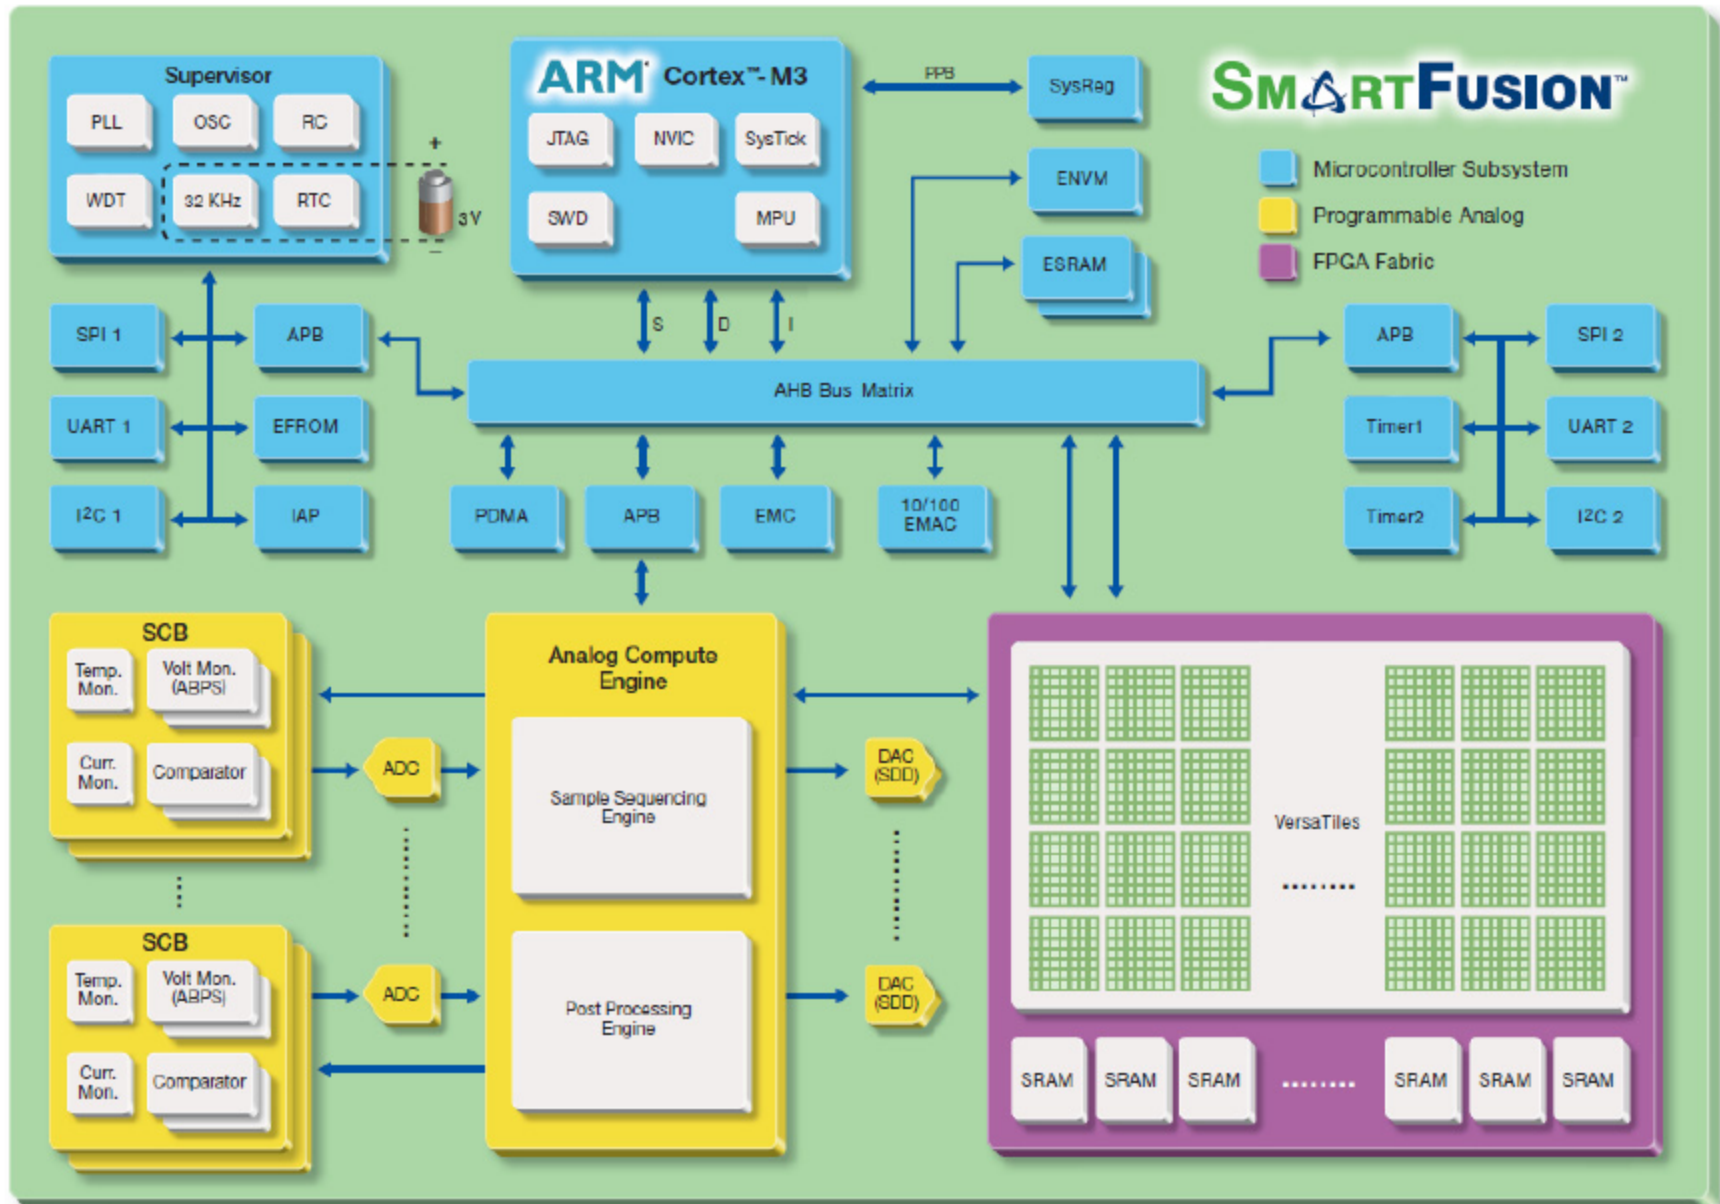 Supervisor
PLL
OSC
RC
WDT
32 KHz
RTC
+
3V
−
ARM® Cortex™-M3
JTAG
NVIC
SysTick
SWD
MPU
PPB
SysReg
ENVM
ESRAM
SMARTFUSION™
Microcontroller Subsystem
Programmable Analog
FPGA Fabric
SPI 1
APB
UART 1
EFROM
I²C 1
IAP
S
D
I
AHB Bus Matrix
PDMA
APB
EMC
10/100
EMAC
APB
SPI 2
Timer1
UART 2
Timer2
I²C 2
SCB
Temp.
Mon.
Volt Mon.
(ABPS)
Curr.
Mon.
Comparator
ADC
SCB
Temp.
Mon.
Volt Mon.
(ABPS)
Curr.
Mon.
Comparator
ADC
Analog Compute
Engine
Sample Sequencing
Engine
Post Processing
Engine
DAC
(SDD)
DAC
(SDD)
VersaTiles
........
SRAM
SRAM
SRAM
........
SRAM
SRAM
SRAM